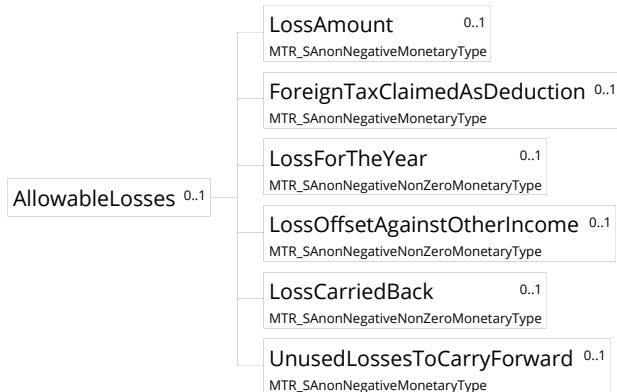 LossAmount 0..1
MTR_SAnonNegativeMonetaryType
ForeignTaxClaimedAsDeduction 0..1
MTR_SAnonNegativeMonetaryType
LossForTheYear 0..1
MTR_SAnonNegativeNonZeroMonetaryType
AllowableLosses 0..1
LossOffsetAgainstOtherIncome 0..1
MTR_SAnonNegativeNonZeroMonetaryType
LossCarriedBack 0..1
MTR_SAnonNegativeNonZeroMonetaryType
UnusedLossesToCarryForward 0..1
MTR_SAnonNegativeMonetaryType